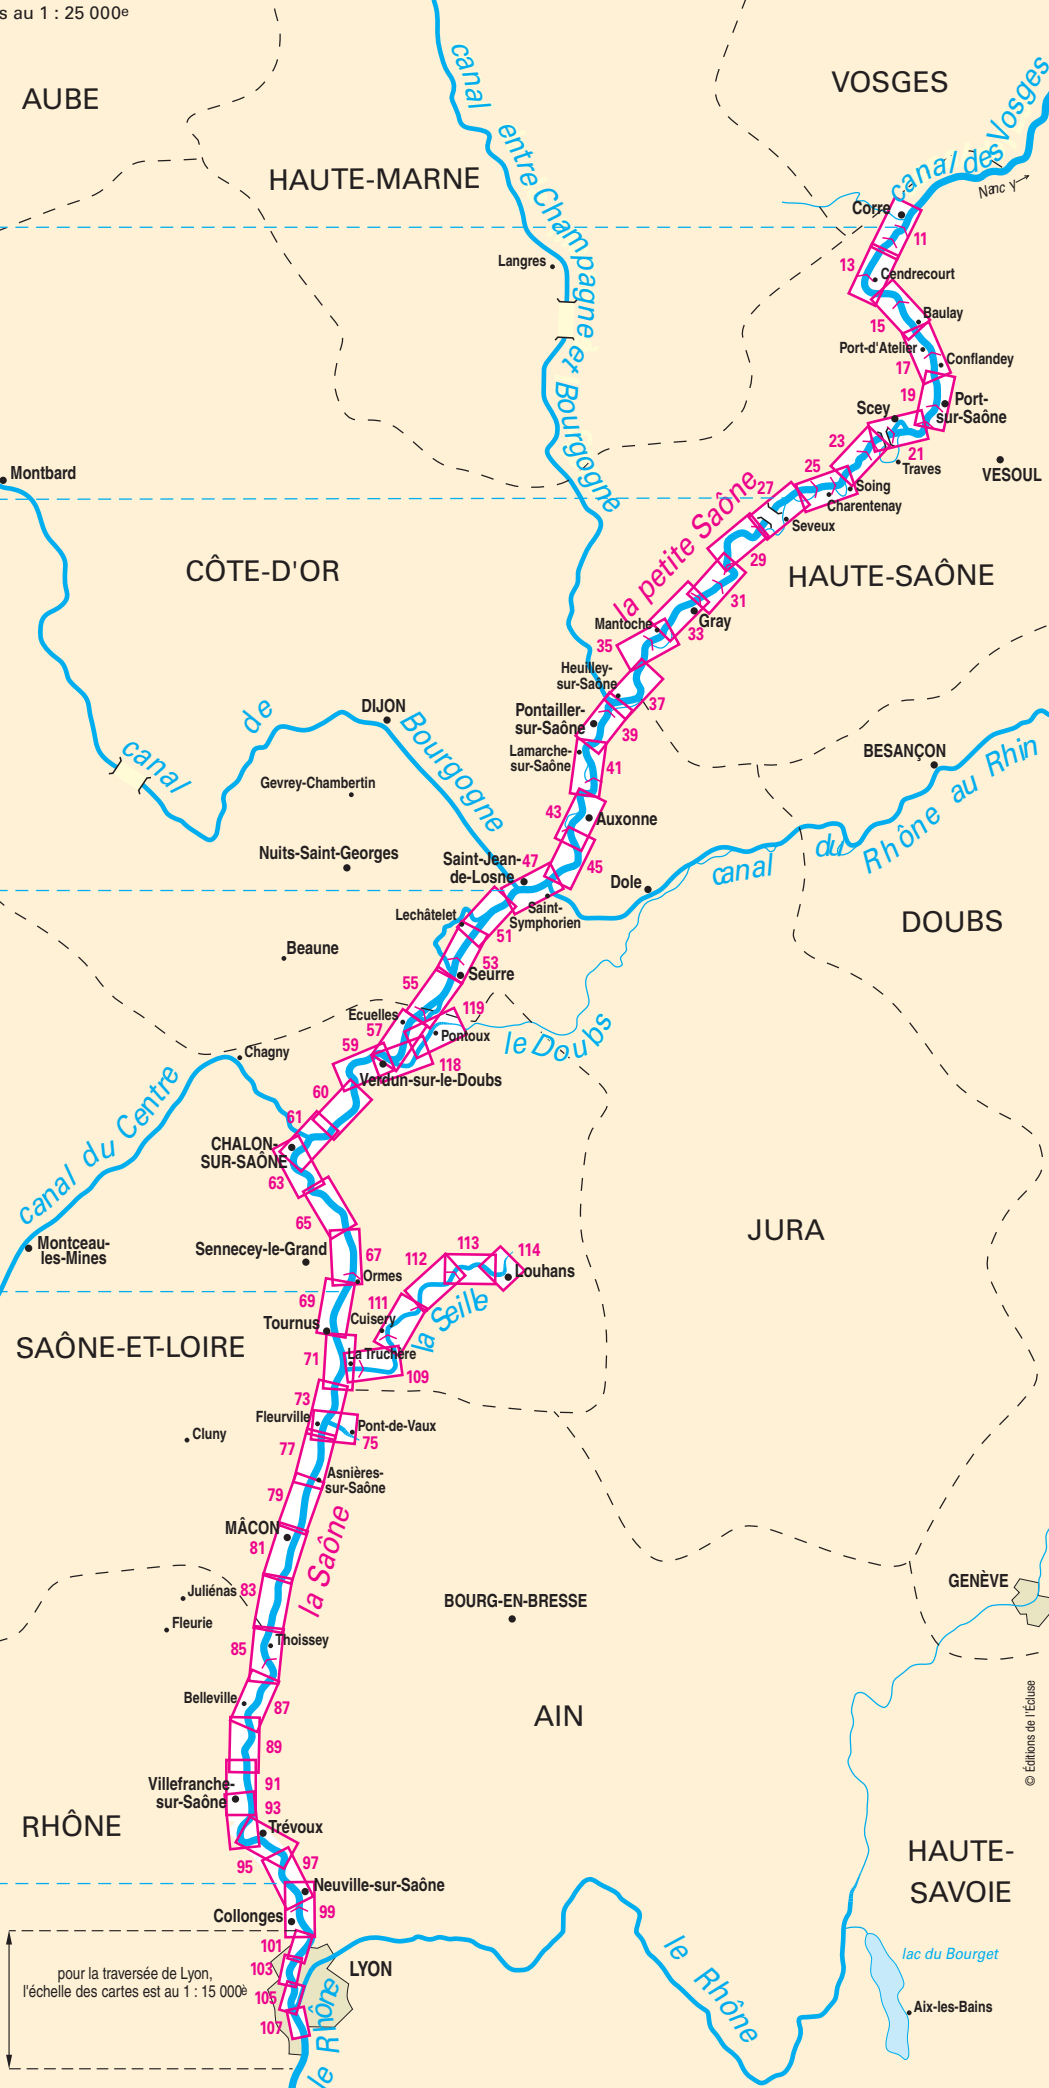 s au 1 : 25 000e
AUBE
VOSGES
HAUTE-MARNE
canal entre Champagne et Bourgogne
canal des Vosges
Nancy
Corre
11
Langres
13
Cendrecourt
15
Baulay
Port-d'Atelier
Conflandey
17
19
Port-
sur-Saône
Scey
23
21
Traves
VESOUL
Montbard
25
Soing
27
Charentenay
Seveux
la petite Saône
CÔTE-D'OR
29
HAUTE-SAÔNE
31
Gray
Mantoche
33
35
Heuilley-
sur-Saône
37
DIJON
Pontailler-
sur-Saône
39
canal de Bourgogne
Lamarche-
sur-Saône
41
BESANÇON
Gevrey-Chambertin
43
Auxonne
canal du Rhône au Rhin
Nuits-Saint-Georges
Saint-Jean-
de-Losne
47
45
Dole
Lechâtelet
Saint-
Symphorien
51
DOUBS
Beaune
53
Seurre
55
Ecuelles
119
57
Pontoux
le Doubs
59
118
Chagny
Verdun-sur-le-Doubs
60
61
canal du Centre
CHALON-
SUR-SAÔNE
63
65
JURA
Montceau-
les-Mines
Sennecey-le-Grand
67
112
113
114
Ormes
Louhans
69
111
Tournus
Cuisery
la Seille
SAÔNE-ET-LOIRE
71
La Truchère
109
73
Fleurville
Pont-de-Vaux
75
Cluny
77
Asnières-
sur-Saône
79
MÂCON
81
la Saône
Juliénas
83
GENÈVE
BOURG-EN-BRESSE
Fleurie
85
Thoissey
Belleville
87
AIN
© Éditions de l'Écluse
89
Villefranche-
sur-Saône
91
93
RHÔNE
Trévoux
95
97
HAUTE-
SAVOIE
Neuville-sur-Saône
Collonges
99
101
le Rhône
lac du Bourget
LYON
103
pour la traversée de Lyon,
l'échelle des cartes est au 1 : 15 000è
105
Aix-les-Bains
107
le Rhône